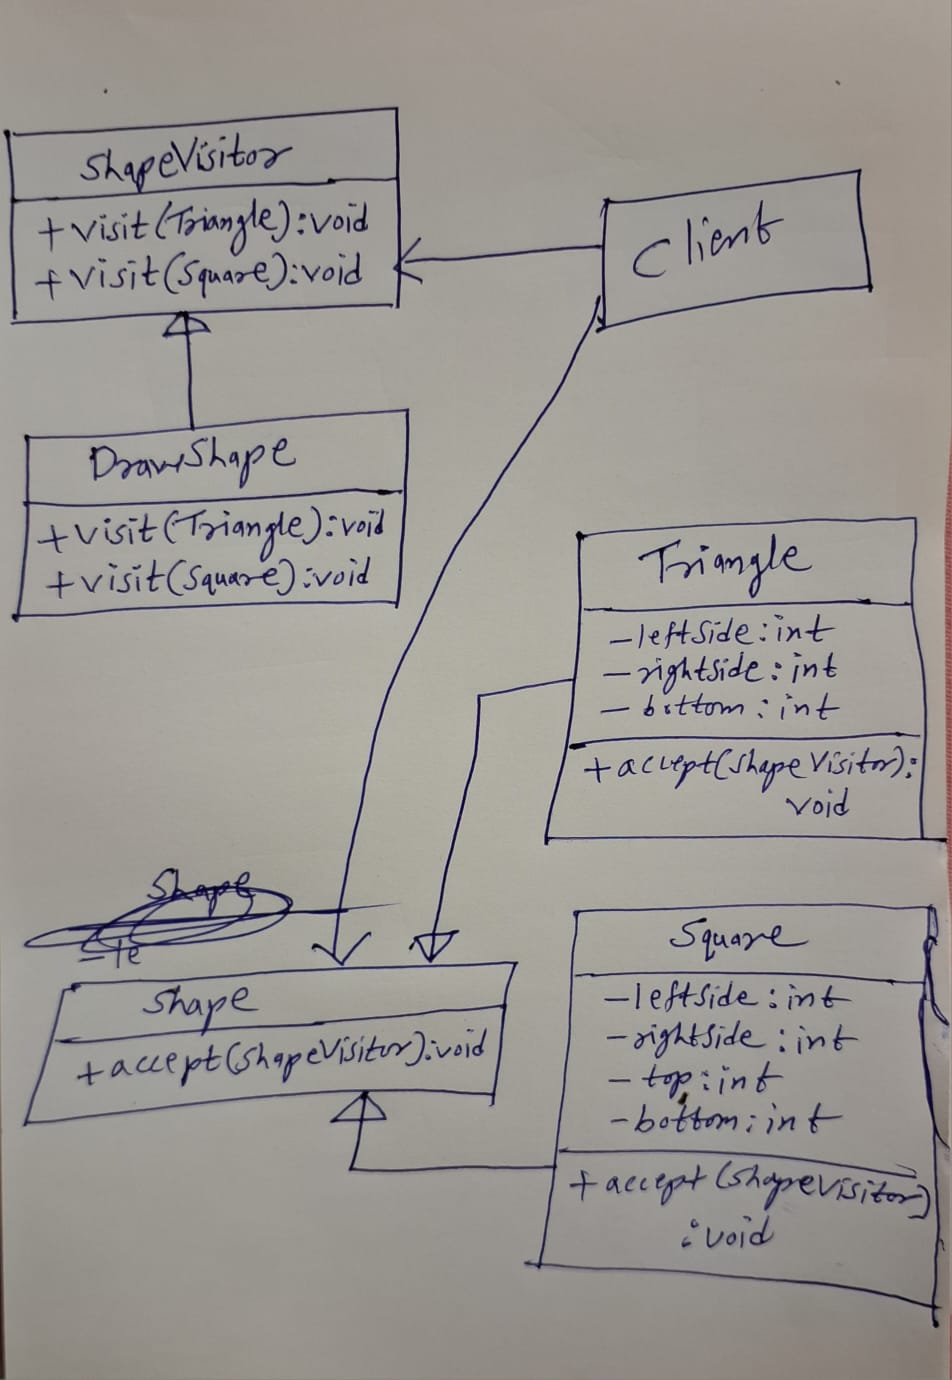 ShapeVisitor
+visit(Triangle):void
+visit(Square):void
Client
DrawShape
+visit(Triangle):void
+visit(Square):void
Triangle
-leftSide:int
-rightside:int
-bottom:int
+accept(ShapeVisitor):
void
Shape
-Te
Shape
+accept(ShapeVisitor):void
Square
-leftside:int
-rightside:int
-top:int
-bottom:int
+accept(ShapeVisitor)
:void